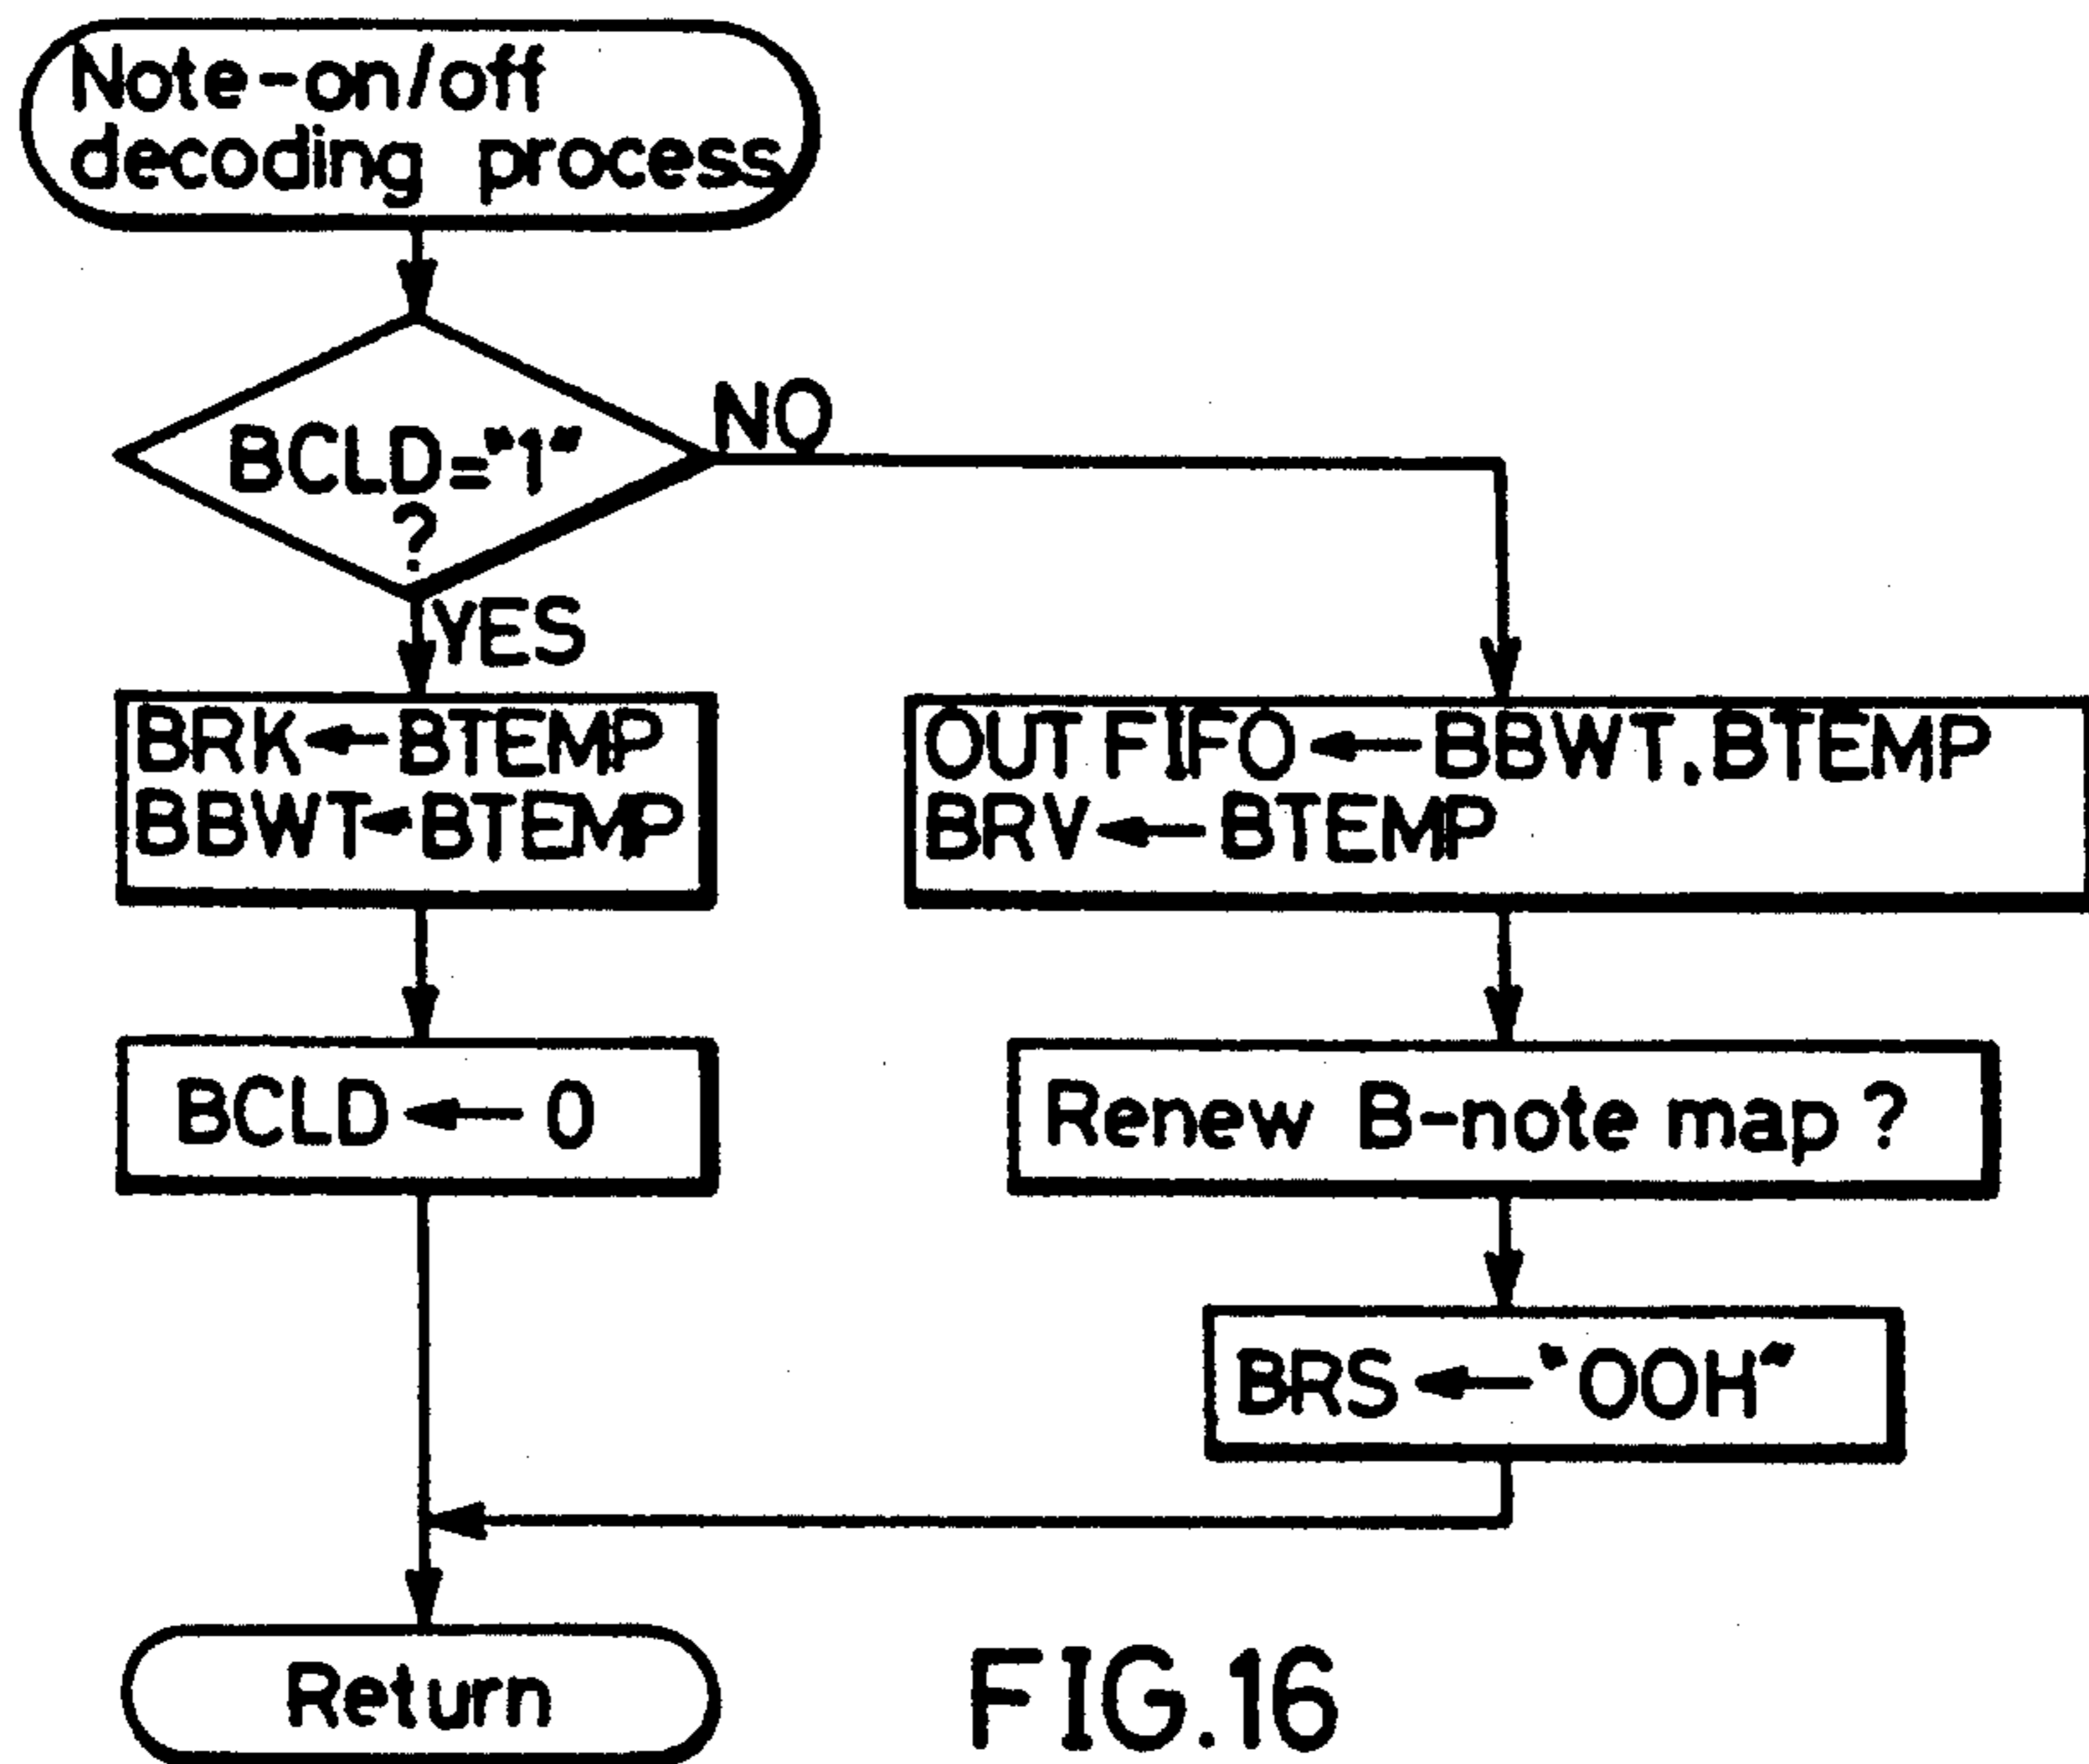 Note-on/off
decoding process
BCLD="1"
?
NO
YES
BRK←BTEMP
BBWT←BTEMP
OUT FIFO←BBWT.BTEMP
BRV←BTEMP
BCLD←0
Renew B-note map ?
BRS←"00H"
Return
FIG.16